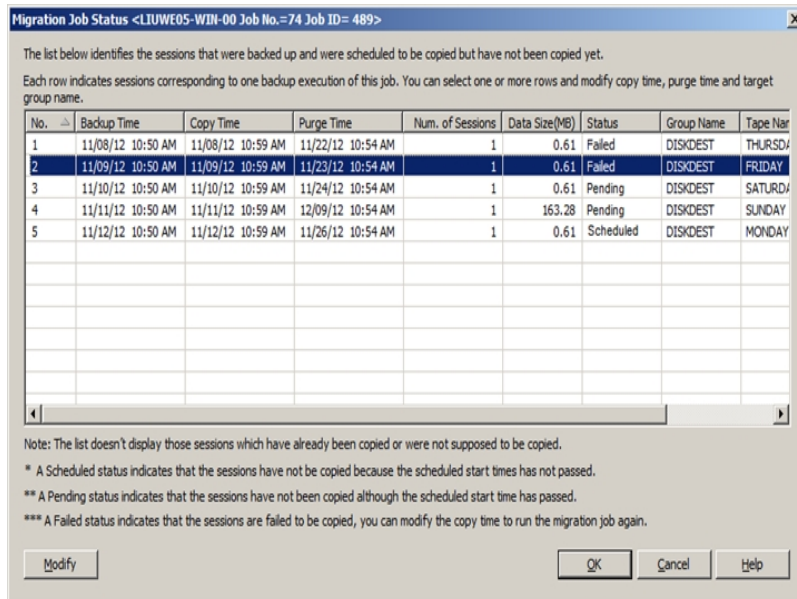 Migration Job Status <LIUWE05-WIN-00 Job No.=74 Job ID= 489>
The list below identifies the sessions that were backed up and were scheduled to be copied but have not been copied yet.
Each row indicates sessions corresponding to one backup execution of this job. You can select one or more rows and modify copy time, purge time and target
group name.
No. Backup Time Copy Time Purge Time Num. of Sessions Data Size(MB) Status Group Name Tape Nar
1 11/08/12 10:50 AM 11/08/12 10:59 AM 11/22/12 10:54 AM 1 0.61 Failed DISKDEST THURSDA
2 11/09/12 10:50 AM 11/09/12 10:59 AM 11/23/12 10:54 AM 1 0.61 Failed DISKDEST FRIDAY
3 11/10/12 10:50 AM 11/10/12 10:59 AM 11/24/12 10:54 AM 1 0.61 Pending DISKDEST SATURDA
4 11/11/12 10:50 AM 11/11/12 10:59 AM 12/09/12 10:54 AM 1 163.28 Pending DISKDEST SUNDAY
5 11/12/12 10:50 AM 11/12/12 10:59 AM 11/26/12 10:54 AM 1 0.61 Scheduled DISKDEST MONDAY
Note: The list doesn't display those sessions which have already been copied or were not supposed to be copied.
* A Scheduled status indicates that the sessions have not be copied because the scheduled start times has not passed.
** A Pending status indicates that the sessions have not been copied although the scheduled start time has passed.
*** A Failed status indicates that the sessions are failed to be copied, you can modify the copy time to run the migration job again.
Modify OK Cancel Help